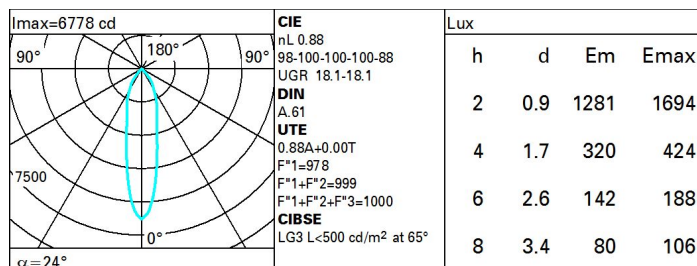 Imax=6778 cd
90° 180° 90°
7500
0°
α=24°
CIE
nL 0.88
98-100-100-100-88
UGR 18.1-18.1
DIN
A.61
UTE
0.88A+0.00T
F"1=978
F"1+F"2=999
F"1+F"2+F"3=1000
CIBSE
LG3 L<500 cd/m² at 65°
Lux
h d Em Emax
2 0.9 1281 1694
4 1.7 320 424
6 2.6 142 188
8 3.4 80 106